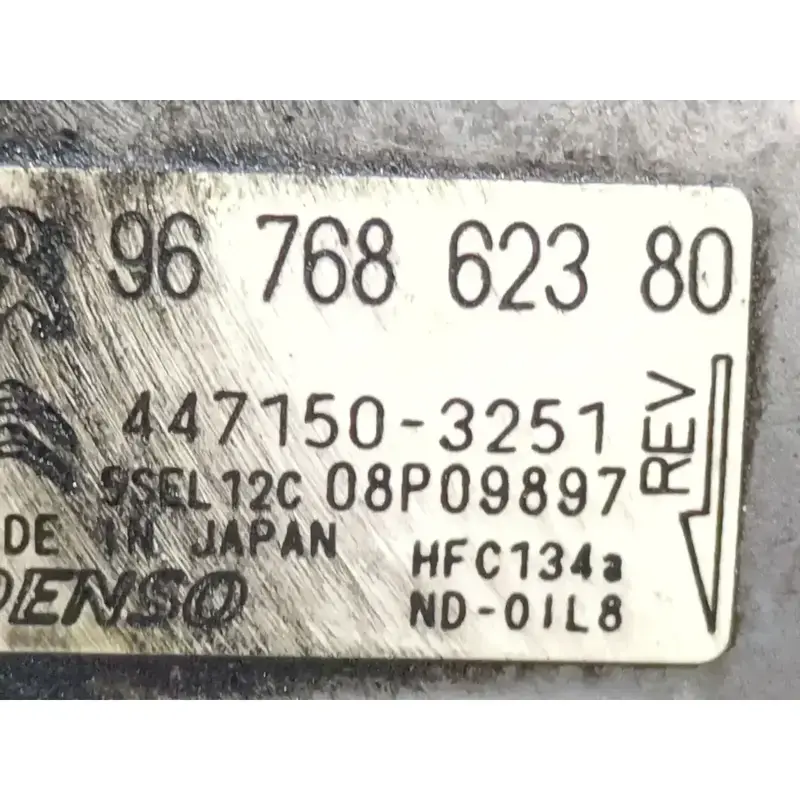 96 768 623 80
447150-3251
5SEL12C 08P09897
DE IN JAPAN
HFC134a
DENSO
ND-OIL8
REV